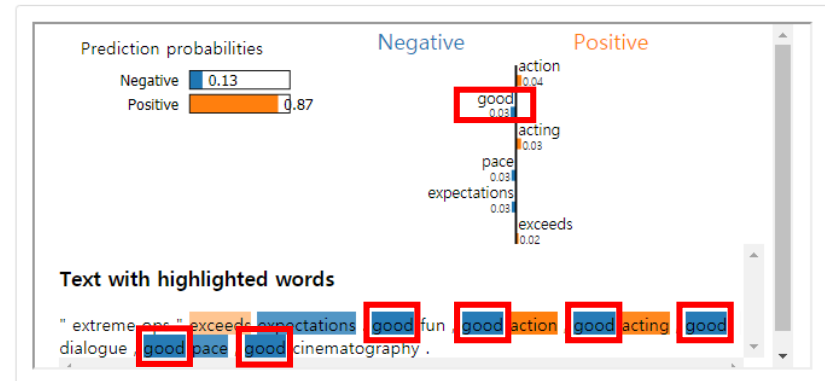 Prediction probabilities
Negative 0.13
Positive 0.87
Negative Positive
action
0.04
good
0.03
acting
0.03
pace
0.03
expectations
0.03
exceeds
0.02
Text with highlighted words
" extreme ops " exceeds expectations . good fun , good action , good acting , good
dialogue , good pace , good cinematography .